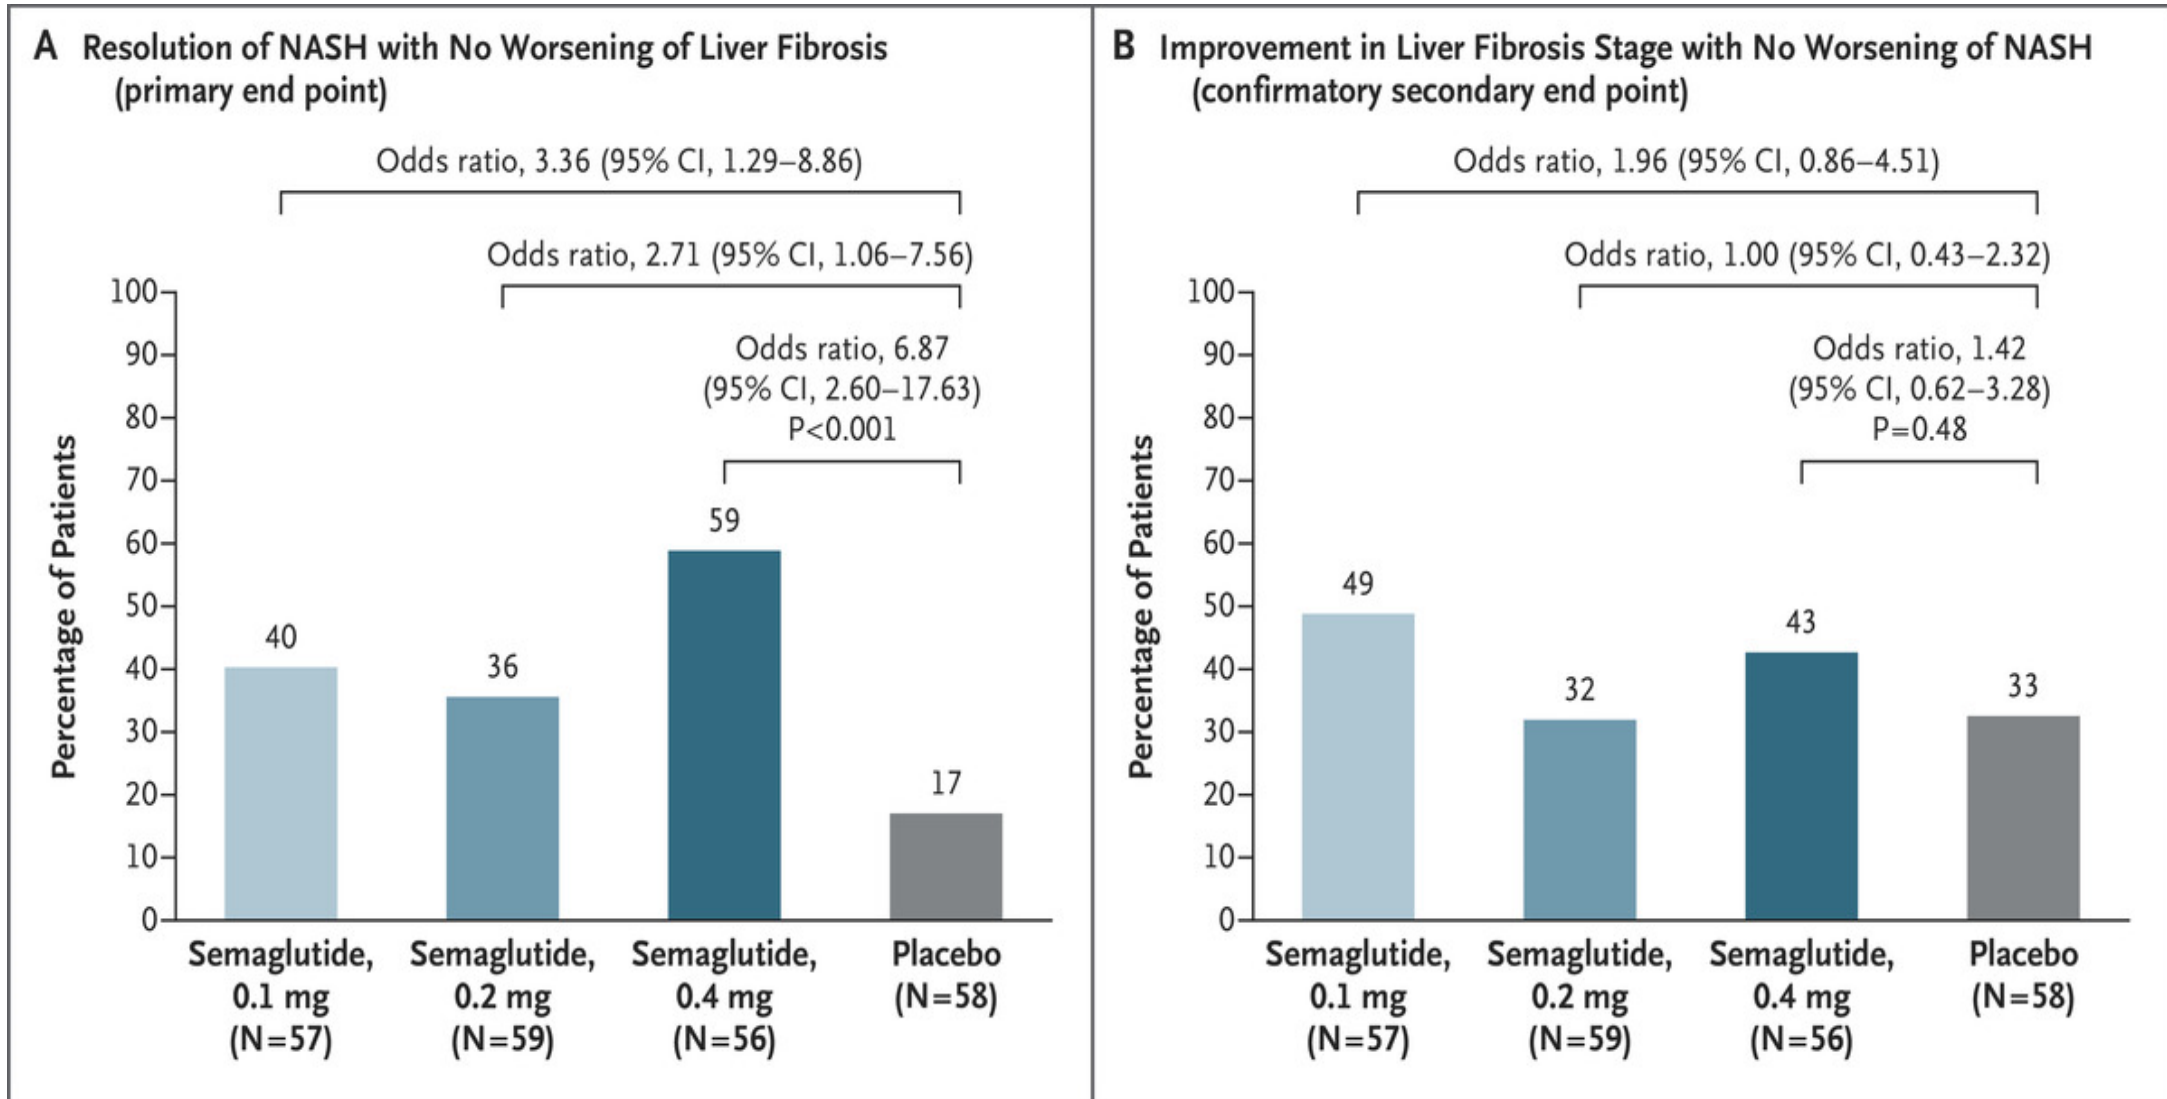 A Resolution of NASH with No Worsening of Liver Fibrosis
(primary end point)
Odds ratio, 3.36 (95% CI, 1.29–8.86)
Odds ratio, 2.71 (95% CI, 1.06–7.56)
Odds ratio, 6.87
(95% CI, 2.60–17.63)
P<0.001
Percentage of Patients
100
90
80
70
60
50
40
30
20
10
0
40
36
59
17
Semaglutide,
0.1 mg
(N=57)
Semaglutide,
0.2 mg
(N=59)
Semaglutide,
0.4 mg
(N=56)
Placebo
(N=58)
B Improvement in Liver Fibrosis Stage with No Worsening of NASH
(confirmatory secondary end point)
Odds ratio, 1.96 (95% CI, 0.86–4.51)
Odds ratio, 1.00 (95% CI, 0.43–2.32)
Odds ratio, 1.42
(95% CI, 0.62–3.28)
P=0.48
Percentage of Patients
100
90
80
70
60
50
40
30
20
10
0
49
32
43
33
Semaglutide,
0.1 mg
(N=57)
Semaglutide,
0.2 mg
(N=59)
Semaglutide,
0.4 mg
(N=56)
Placebo
(N=58)